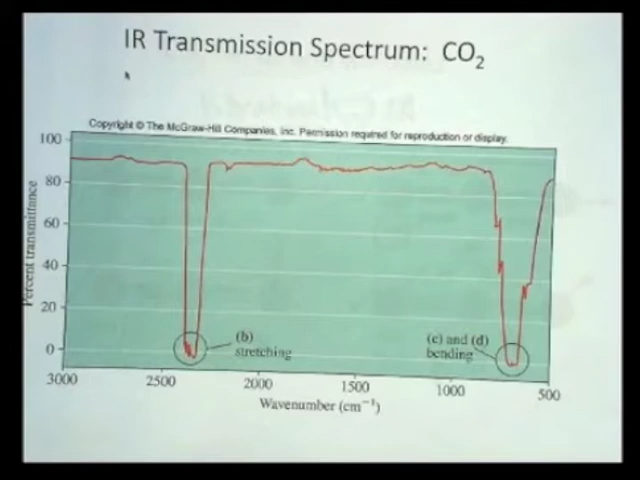 IR Transmission Spectrum: CO₂
Copyright © The McGraw-Hill Companies, Inc. Permission required for reproduction or display.
Percent transmittance
100
80
60
40
20
0
(b)
stretching
(c) and (d)
bending
3000
2500
2000
1500
1000
500
Wavenumber (cm⁻¹)